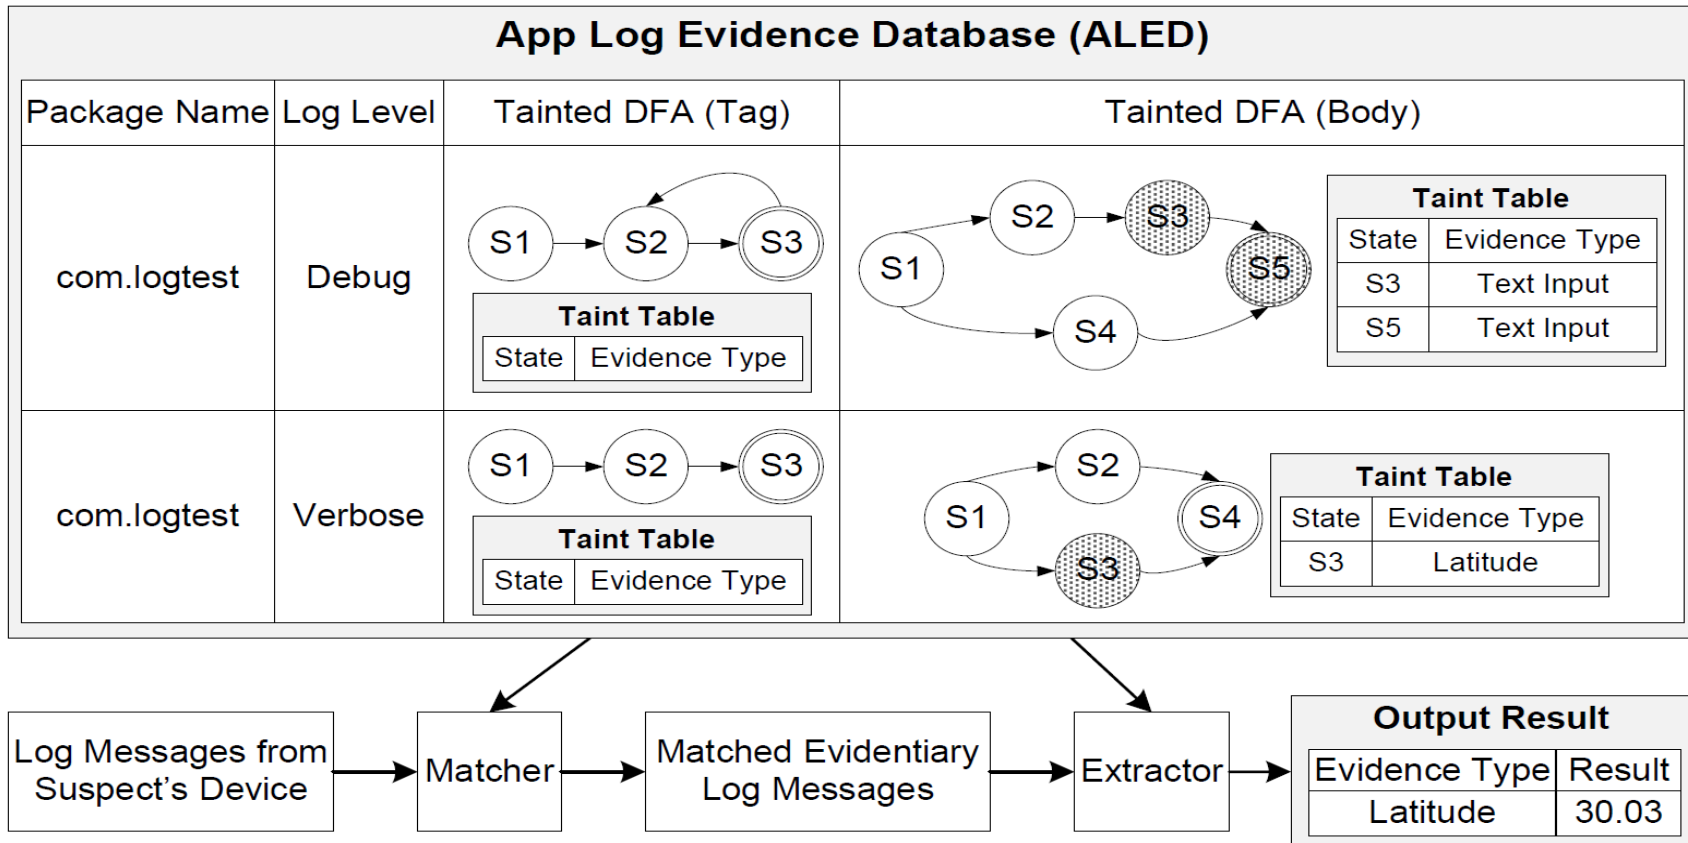 App Log Evidence Database (ALED)
Package Name
Log Level
Tainted DFA (Tag)
Tainted DFA (Body)
com.logtest
Debug
S1
S2
S3
Taint Table
State
Evidence Type
S1
S2
S3
S4
S5
Taint Table
State
Evidence Type
S3
Text Input
S5
Text Input
com.logtest
Verbose
S1
S2
S3
Taint Table
State
Evidence Type
S1
S2
S3
S4
Taint Table
State
Evidence Type
S3
Latitude
Log Messages from
Suspect's Device
Matcher
Matched Evidentiary
Log Messages
Extractor
Output Result
Evidence Type
Result
Latitude
30.03